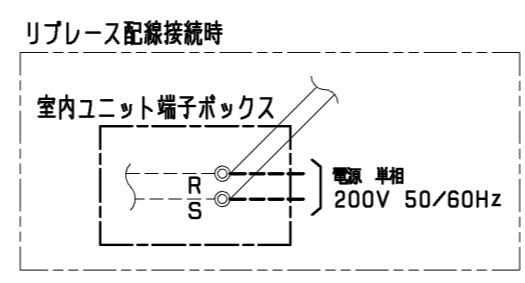 リプレース配線接続時
室内ユニット端子ボックス
R
S
電源 単相
200V 50/60Hz